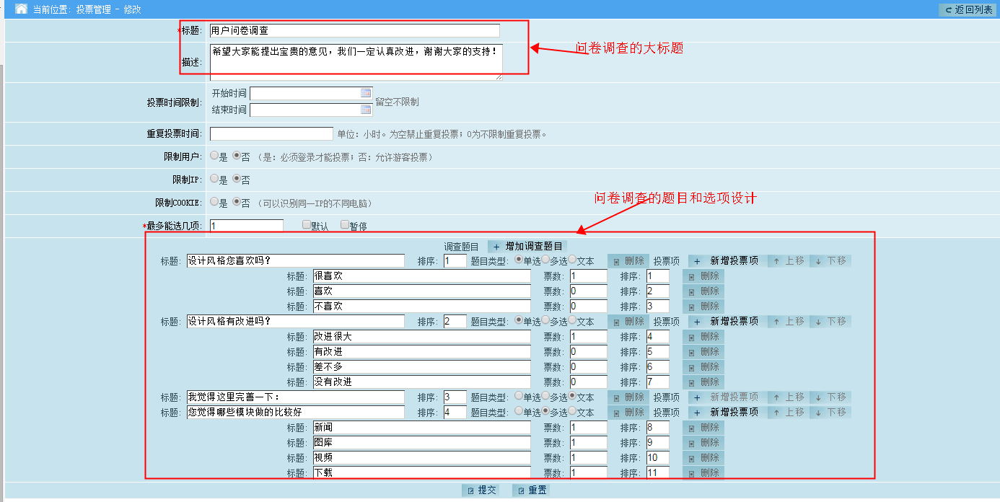 当前位置: 投票管理 - 修改 返回列表
*标题: 用户问卷调查
问卷调查的大标题
描述: 希望大家能提出宝贵的意见，我们一定认真改进，谢谢大家的支持！
投票时间限制: 开始时间 留空不限制
结束时间
重复投票时间: 单位：小时。为空禁止重复投票；0为不限制重复投票。
限制用户: 是 否 （是：必须登录才能投票；否：允许游客投票）
限制IP: 是 否
问卷调查的题目和选项设计
限制COOKIE: 是 否 （可以识别同一IP的不同电脑）
*最多能选几项: 1 默认 暂停
调查题目 + 增加调查题目
标题: 设计风格您喜欢吗? 排序: 1 题目类型: 单选 多选 文本 删除 投票项 + 新增投票项 ↑ 上移 ↓ 下移
标题: 很喜欢 票数: 1 排序: 1 删除
标题: 喜欢 票数: 0 排序: 2 删除
标题: 不喜欢 票数: 0 排序: 3 删除
标题: 设计风格有改进吗? 排序: 2 题目类型: 单选 多选 文本 删除 投票项 + 新增投票项 ↑ 上移 ↓ 下移
标题: 改进很大 票数: 1 排序: 4 删除
标题: 有改进 票数: 0 排序: 5 删除
标题: 差不多 票数: 0 排序: 6 删除
标题: 没有改进 票数: 0 排序: 7 删除
标题: 我觉得这里完善一下: 排序: 3 题目类型: 单选 多选 文本 删除 投票项 + 新增投票项 ↑ 上移 ↓ 下移
标题: 您觉得哪些模块做的比较好 排序: 4 题目类型: 单选 多选 文本 删除 投票项 + 新增投票项 ↑ 上移 ↓ 下移
标题: 新闻 票数: 1 排序: 8 删除
标题: 图库 票数: 1 排序: 9 删除
标题: 视频 票数: 1 排序: 10 删除
标题: 下载 票数: 1 排序: 11 删除
提交 重置